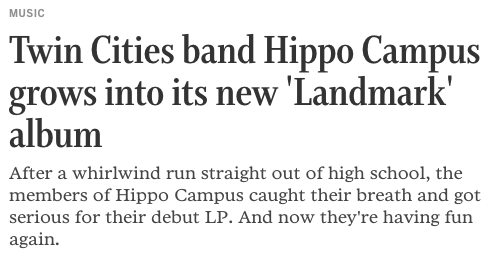 MUSIC
Twin Cities band Hippo Campus
grows into its new 'Landmark'
album
After a whirlwind run straight out of high school, the
members of Hippo Campus caught their breath and got
serious for their debut LP. And now they're having fun
again.